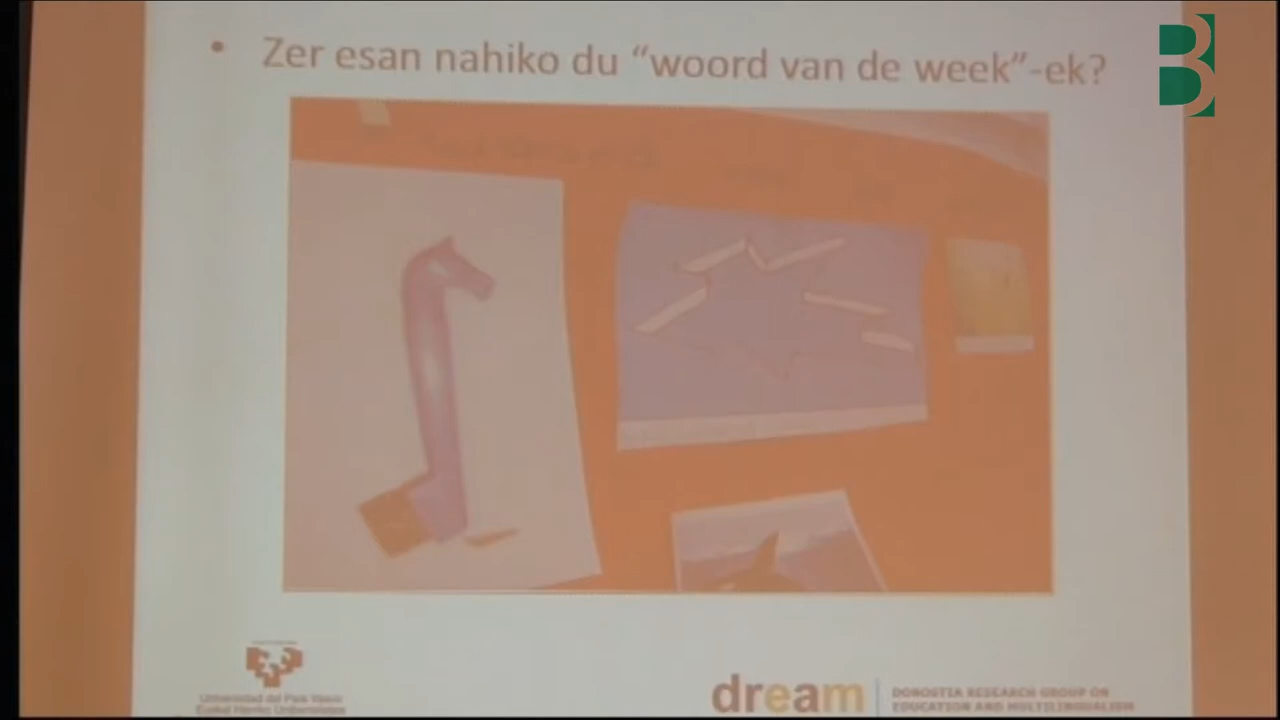 • Zer esan nahiko du “woord van de week”-ek?
B
Universidad del País Vasco
Euskal Herriko Unibertsitatea
dream
DONOSTIA RESEARCH GROUP ON
EDUCATION AND MULTILINGUALISM